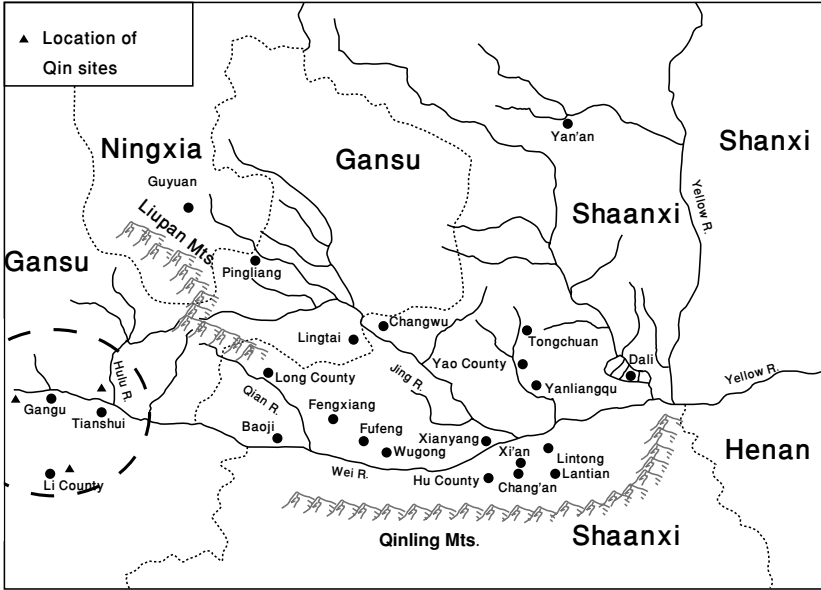 Location of
Qin sites
Yan'an
Shanxi
Ningxia
Gansu
Guyuan
Yellow R.
Shaanxi
Liupan Mts.
Gansu
Pingliang
Changwu
Lingtai
Tongchuan
Yao County
Dali
Hulu R.
Long County
Jing R.
Yanliangqu
Yellow R.
Qian R.
Gangu
Fengxiang
Tianshui
Baoji
Fufeng
Xianyang
Wugong
Xi'an
Lintong
Henan
Wei R.
Li County
Hu County
Lantian
Chang'an
Qinling Mts.
Shaanxi